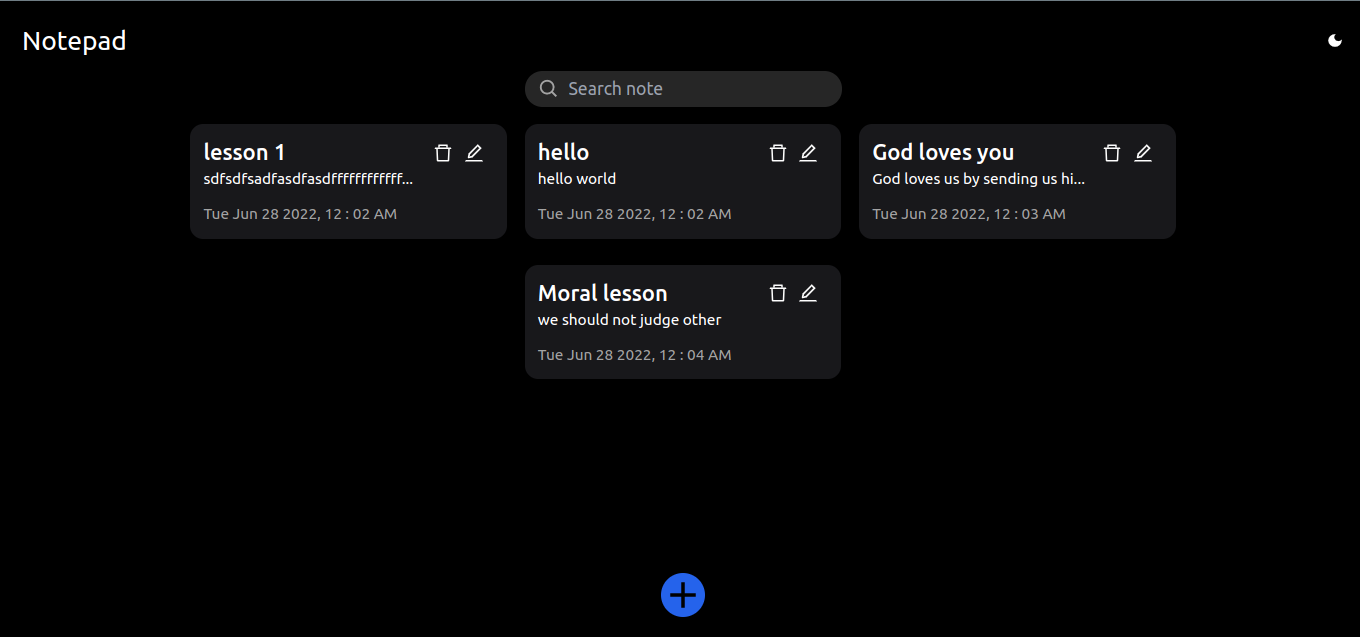 Notepad
Search note
lesson 1
sdfsdfsadfasdfasdffffffffffff...
Tue Jun 28 2022, 12 : 02 AM
hello
hello world
Tue Jun 28 2022, 12 : 02 AM
God loves you
God loves us by sending us hi...
Tue Jun 28 2022, 12 : 03 AM
Moral lesson
we should not judge other
Tue Jun 28 2022, 12 : 04 AM